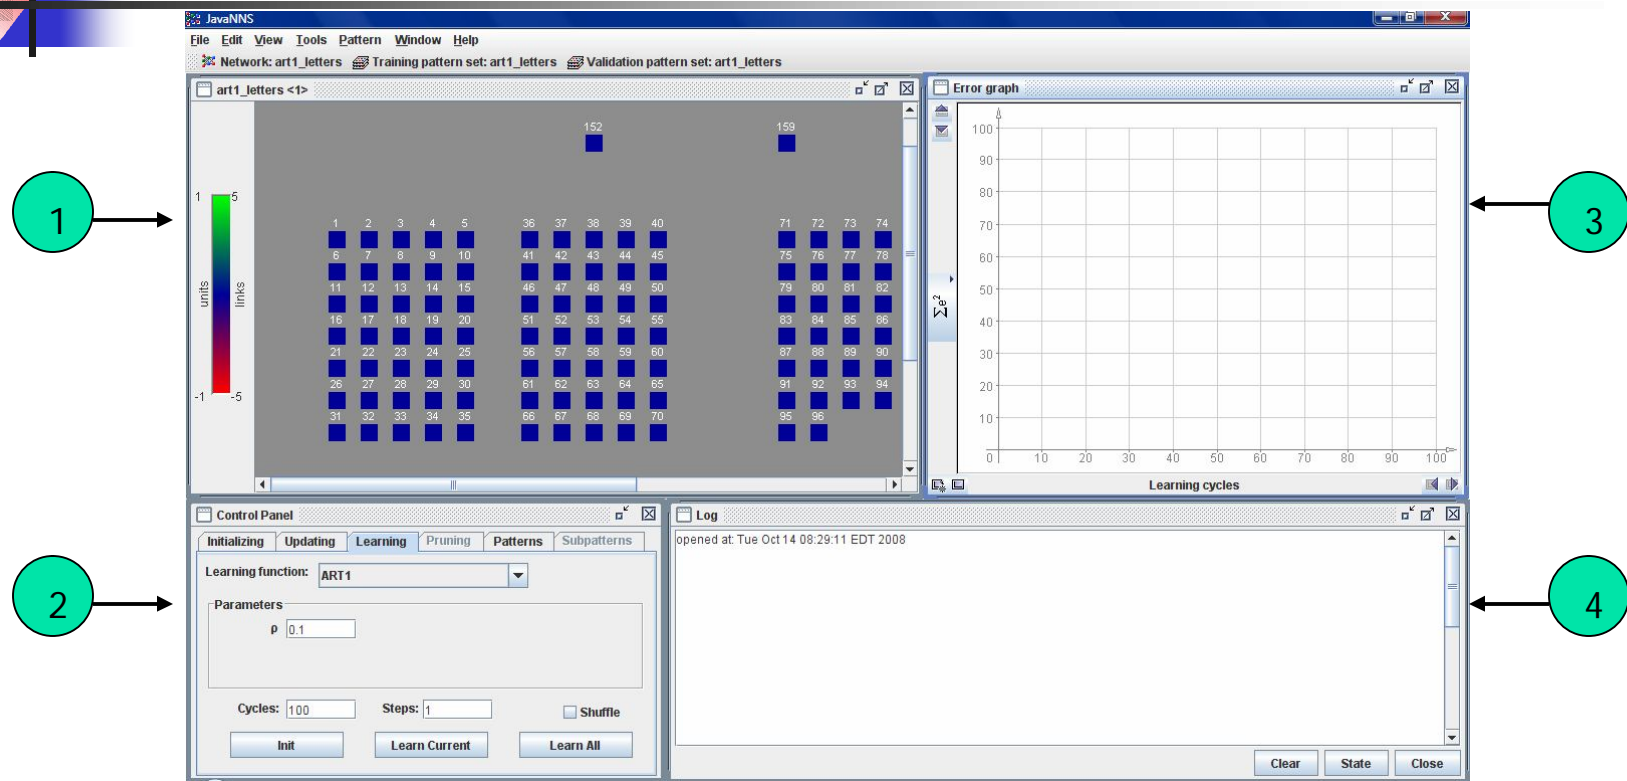 JavaNNS
File Edit View Tools Pattern Window Help
Network: art1_letters Training pattern set: art1_letters Validation pattern set: art1_letters
art1_letters <1>
152 159
1 5
units links
-1 -5
1 2 3 4 5 36 37 38 39 40 71 72 73 74
6 7 8 9 10 41 42 43 44 45 75 76 77 78
11 12 13 14 15 46 47 48 49 50 79 80 81 82
16 17 18 19 20 51 52 53 54 55 83 84 85 86
21 22 23 24 25 56 57 58 59 60 87 88 89 90
26 27 28 29 30 61 62 63 64 65 91 92 93 94
31 32 33 34 35 66 67 68 69 70 95 96
1
Error graph
100
90
80
70
60
50
40
30
20
10
0 10 20 30 40 50 60 70 80 90 100
Σe²
Learning cycles
3
Control Panel
Initializing Updating Learning Pruning Patterns Subpatterns
Learning function: ART1
Parameters
ρ 0.1
Cycles: 100 Steps: 1 Shuffle
Init Learn Current Learn All
2
Log
opened at: Tue Oct 14 08:29:11 EDT 2008
Clear State Close
4